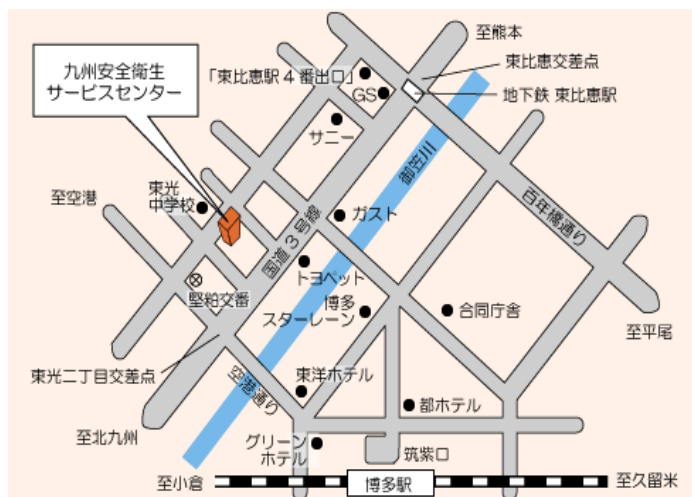 至熊本
東比恵交差点
九州安全衛生
サービスセンター
「東比恵駅4番出口」
GS
地下鉄 東比恵駅
サニー
御笠川
東光
中学校
至空港
百年橋通り
ガスト
国道3号線
トヨペット
堅粕交番
博多
スターレーン
合同庁舎
至平尾
東光二丁目交差点
空港通り
東洋ホテル
都ホテル
至北九州
グリーン
ホテル
筑紫口
至小倉
博多駅
至久留米